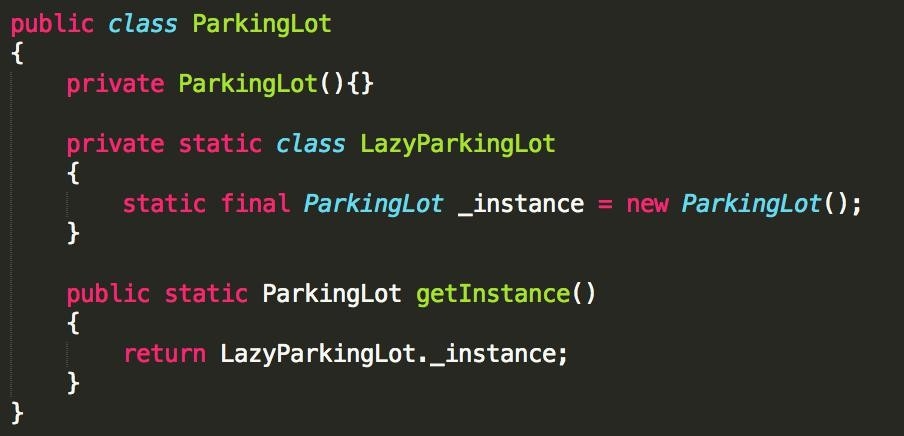 public class ParkingLot
{
    private ParkingLot(){}

    private static class LazyParkingLot
    {
        static final ParkingLot _instance = new ParkingLot();
    }

    public static ParkingLot getInstance()
    {
        return LazyParkingLot._instance;
    }
}